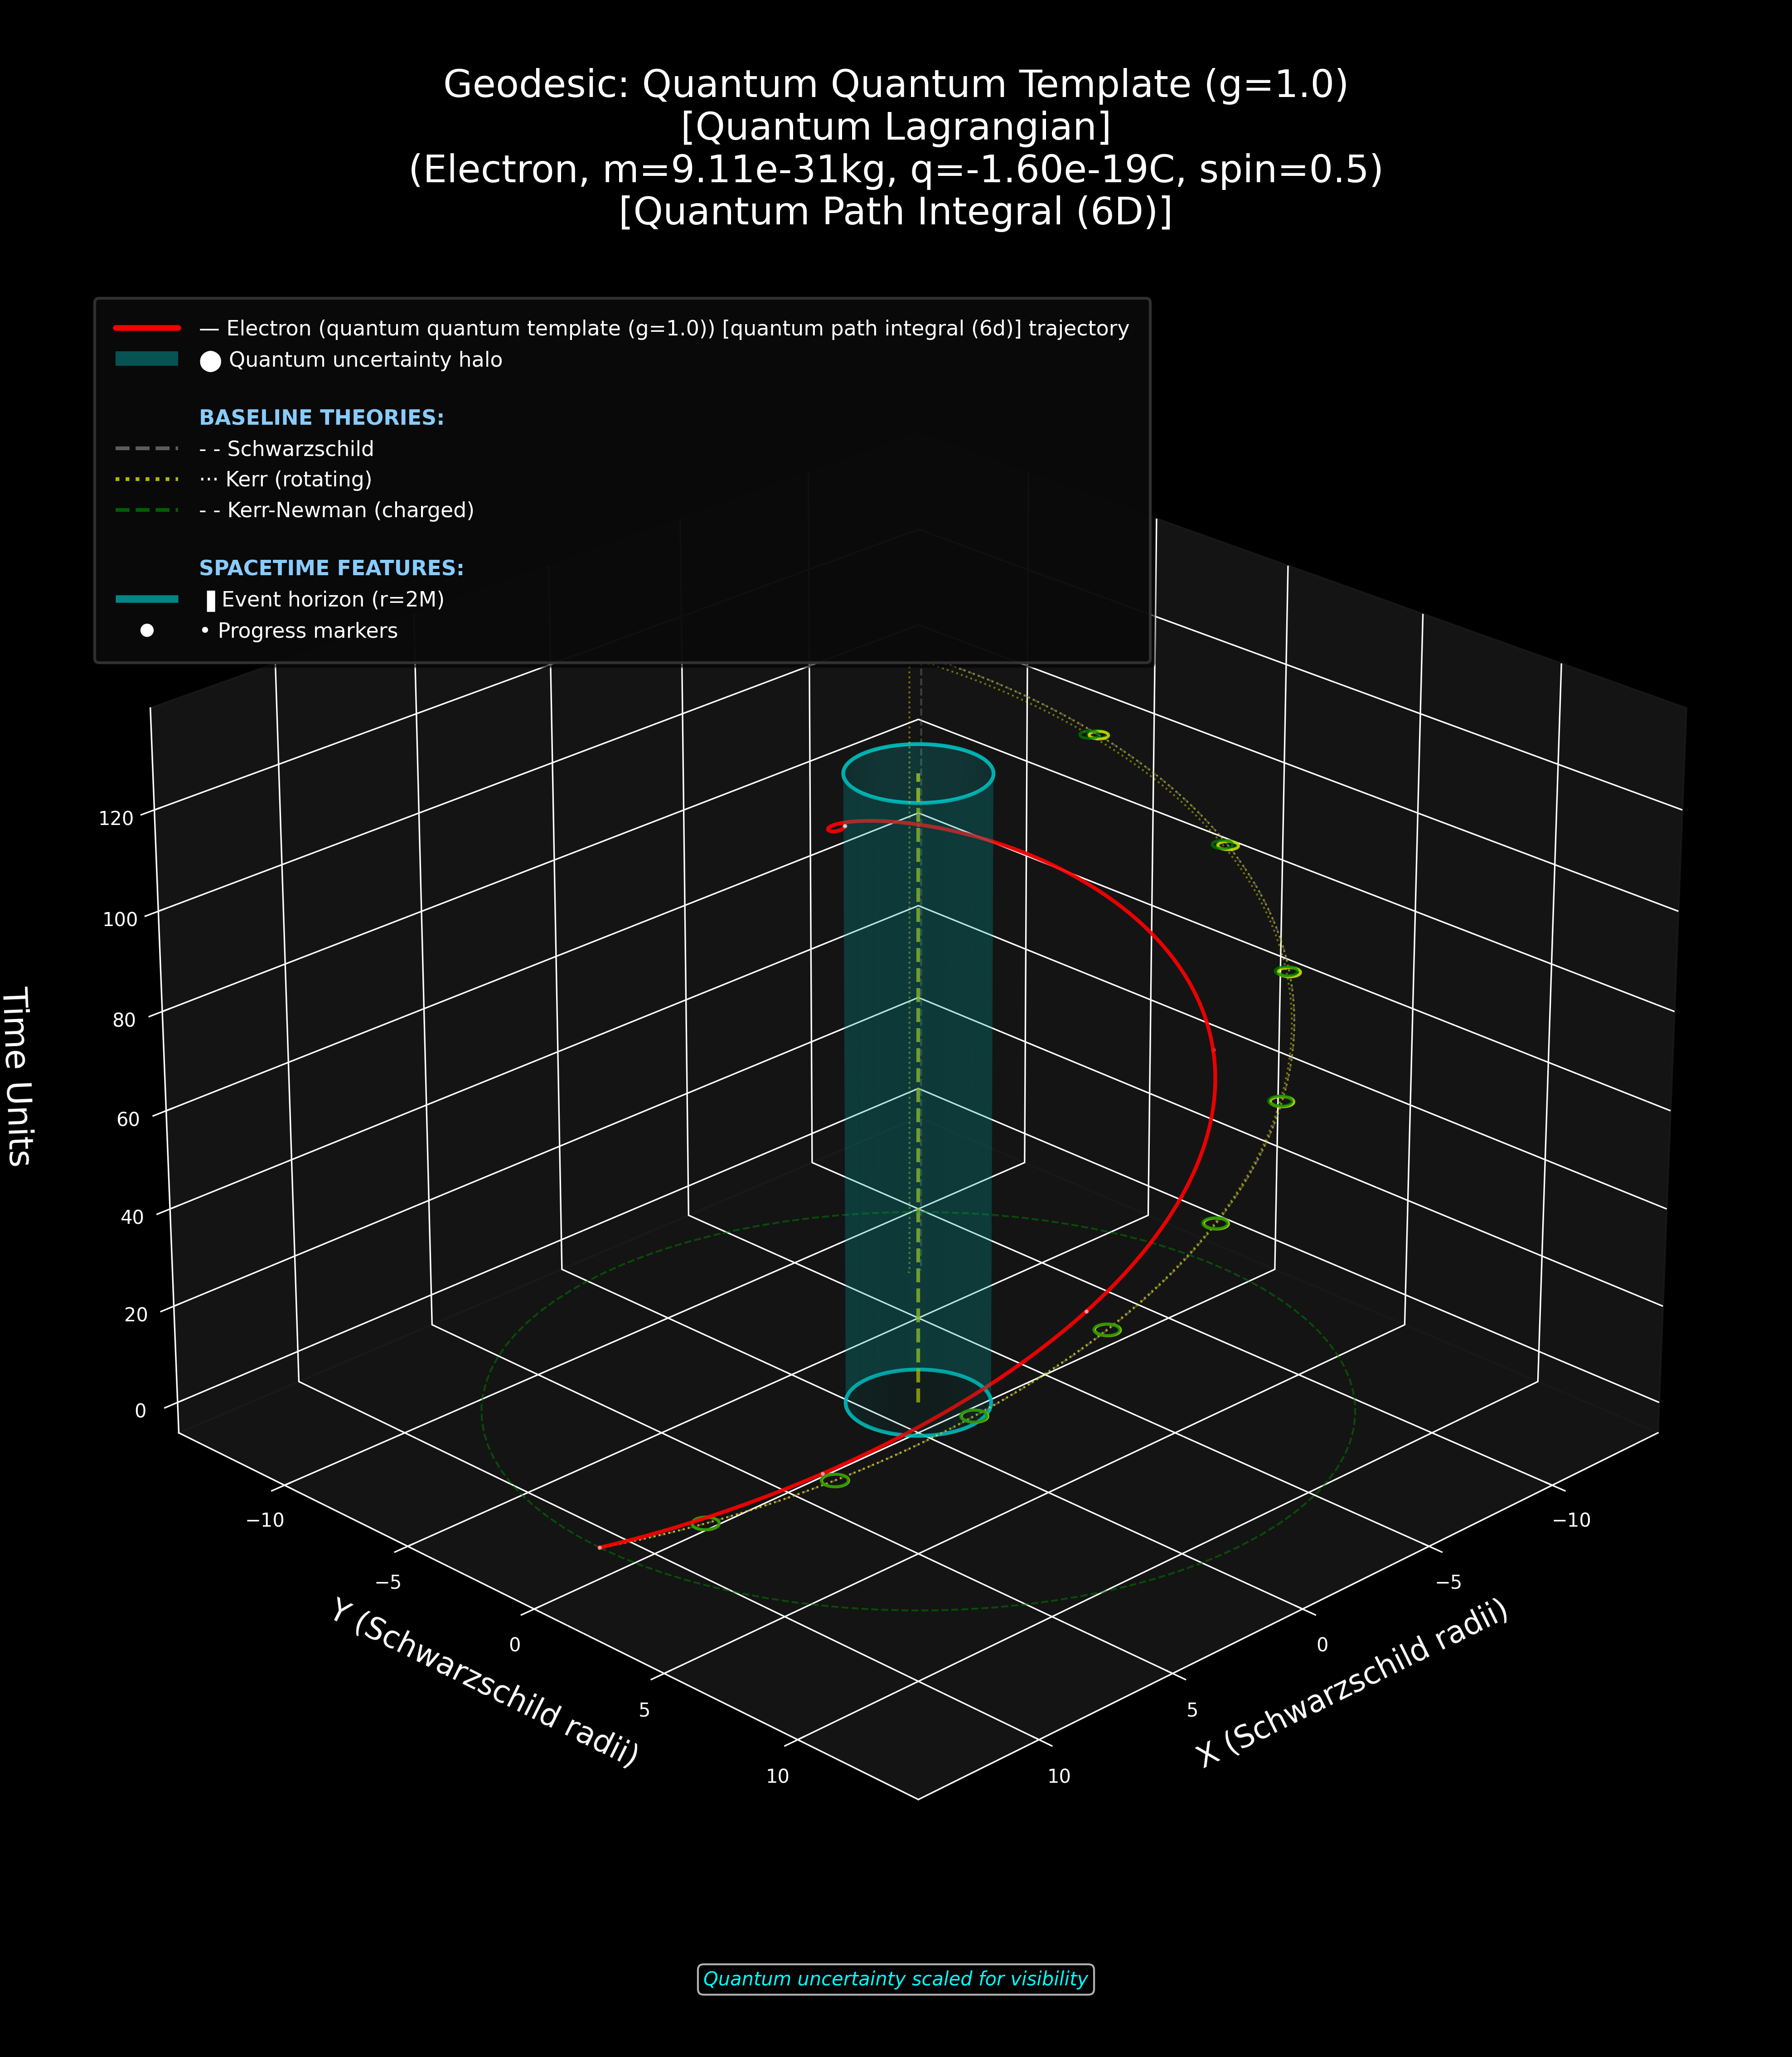 Geodesic: Quantum Quantum Template (g=1.0)
[Quantum Lagrangian]
(Electron, m=9.11e-31kg, q=-1.60e-19C, spin=0.5)
[Quantum Path Integral (6D)]
— Electron (quantum quantum template (g=1.0)) [quantum path integral (6d)] trajectory
⬤ Quantum uncertainty halo
BASELINE THEORIES:
- - Schwarzschild
··· Kerr (rotating)
- - Kerr-Newman (charged)
SPACETIME FEATURES:
❚ Event horizon (r=2M)
• Progress markers
120
100
80
60
40
20
0
Time Units
−10
−5
0
5
10
Y (Schwarzschild radii)
−10
−5
0
5
10
X (Schwarzschild radii)
Quantum uncertainty scaled for visibility